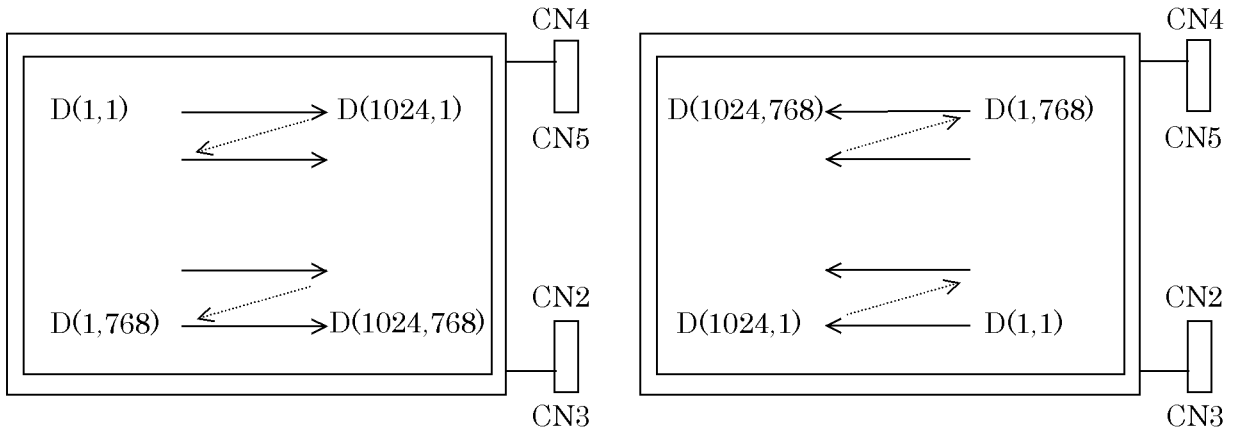 CN4
D(1,1)
D(1024,1)
CN5
CN2
D(1,768)
D(1024,768)
CN3
CN4
D(1024,768)
D(1,768)
CN5
CN2
D(1024,1)
D(1,1)
CN3